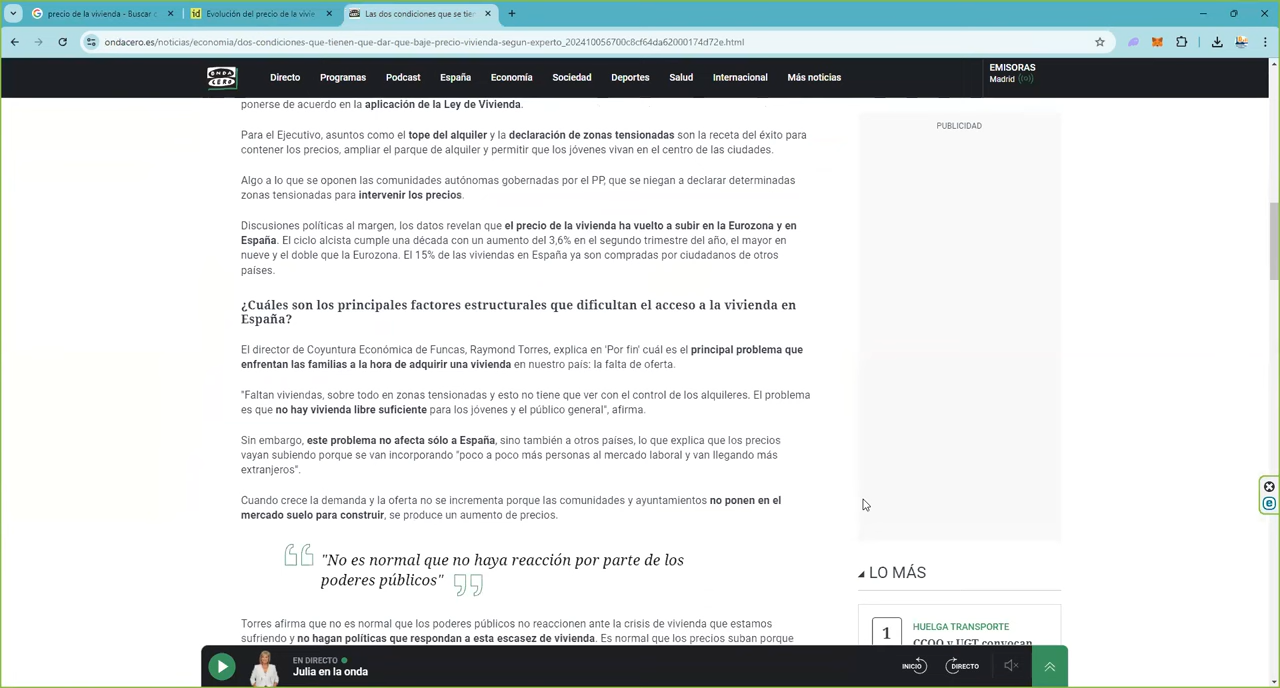 precio de la vivienda - Buscar c
Evolución del precio de la vivie
Las dos condiciones que se tien
ondacero.es/noticias/economia/dos-condiciones-que-tienen-que-dar-que-baje-precio-vivienda-segun-experto_202410056700c8cf64da62000174d72e.html
ONDA CERO
Directo Programas Podcast España Economía Sociedad Deportes Salud Internacional Más noticias
EMISORAS
Madrid
ponerse de acuerdo en la aplicación de la Ley de Vivienda.
Para el Ejecutivo, asuntos como el tope del alquiler y la declaración de zonas tensionadas son la receta del éxito para
contener los precios, ampliar el parque de alquiler y permitir que los jóvenes vivan en el centro de las ciudades.
Algo a lo que se oponen las comunidades autónomas gobernadas por el PP, que se niegan a declarar determinadas
zonas tensionadas para intervenir los precios.
Discusiones políticas al margen, los datos revelan que el precio de la vivienda ha vuelto a subir en la Eurozona y en
España. El ciclo alcista cumple una década con un aumento del 3,6% en el segundo trimestre del año, el mayor en
nueve y el doble que la Eurozona. El 15% de las viviendas en España ya son compradas por ciudadanos de otros
países.
¿Cuáles son los principales factores estructurales que dificultan el acceso a la vivienda en
España?
El director de Coyuntura Económica de Funcas, Raymond Torres, explica en 'Por fin' cuál es el principal problema que
enfrentan las familias a la hora de adquirir una vivienda en nuestro país: la falta de oferta.
"Faltan viviendas, sobre todo en zonas tensionadas y esto no tiene que ver con el control de los alquileres. El problema
es que no hay vivienda libre suficiente para los jóvenes y el público general", afirma.
Sin embargo, este problema no afecta sólo a España, sino también a otros países, lo que explica que los precios
vayan subiendo porque se van incorporando "poco a poco más personas al mercado laboral y van llegando más
extranjeros".
Cuando crece la demanda y la oferta no se incrementa porque las comunidades y ayuntamientos no ponen en el
mercado suelo para construir, se produce un aumento de precios.
"No es normal que no haya reacción por parte de los
poderes públicos"
Torres afirma que no es normal que los poderes públicos no reaccionen ante la crisis de vivienda que estamos
sufriendo y no hagan políticas que respondan a esta escasez de vivienda. Es normal que los precios suban porque
PUBLICIDAD
LO MÁS
1
HUELGA TRANSPORTE
CCOO y UGT convocan
EN DIRECTO
Julia en la onda
INICIO
DIRECTO